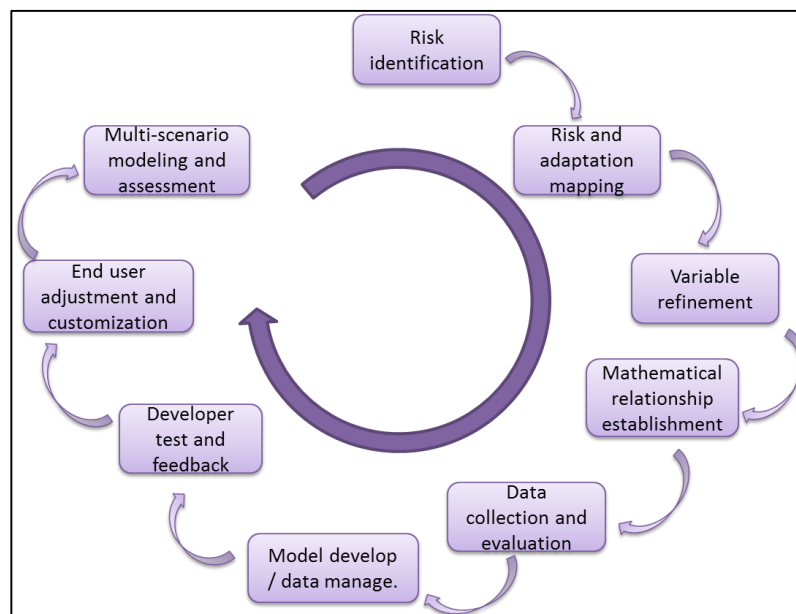 Risk
identification
Risk and
adaptation
mapping
Variable
refinement
Mathematical
relationship
establishment
Data
collection and
evaluation
Model develop
/ data manage.
Developer
test and
feedback
End user
adjustment and
customization
Multi-scenario
modeling and
assessment